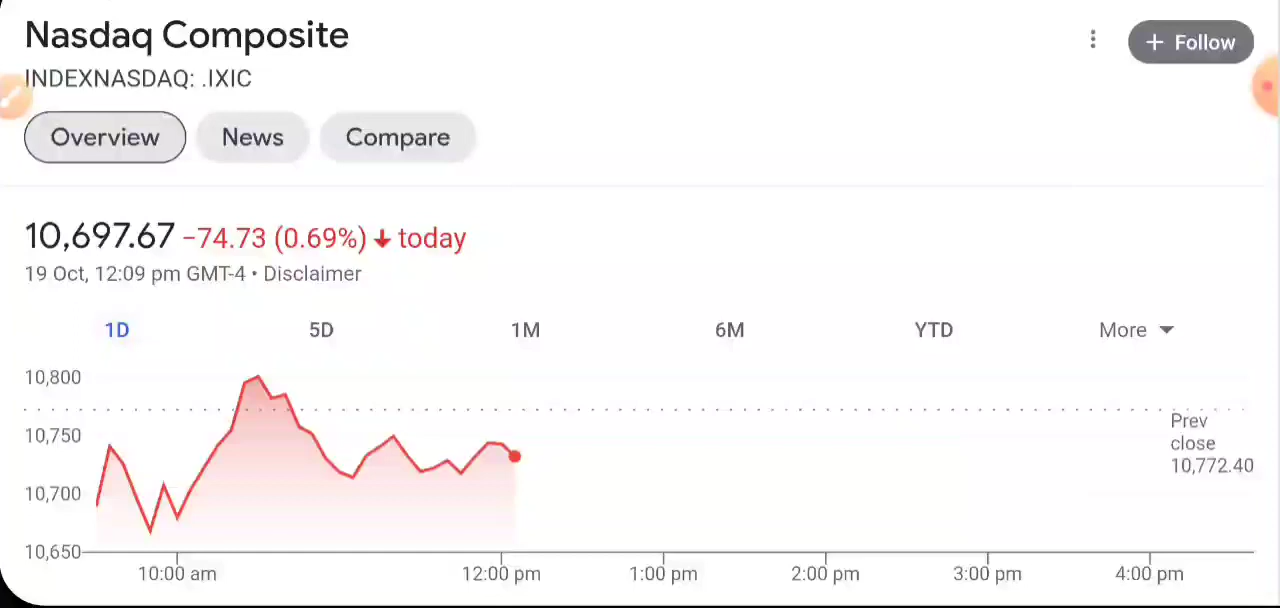 Nasdaq Composite
+ Follow
INDEXNASDAQ: .IXIC
Overview
News
Compare
10,697.67 −74.73 (0.69%) ↓ today
19 Oct, 12:09 pm GMT-4 • Disclaimer
1D
5D
1M
6M
YTD
More
10,800
10,750
10,700
10,650
Prev
close
10,772.40
10:00 am
12:00 pm
1:00 pm
2:00 pm
3:00 pm
4:00 pm